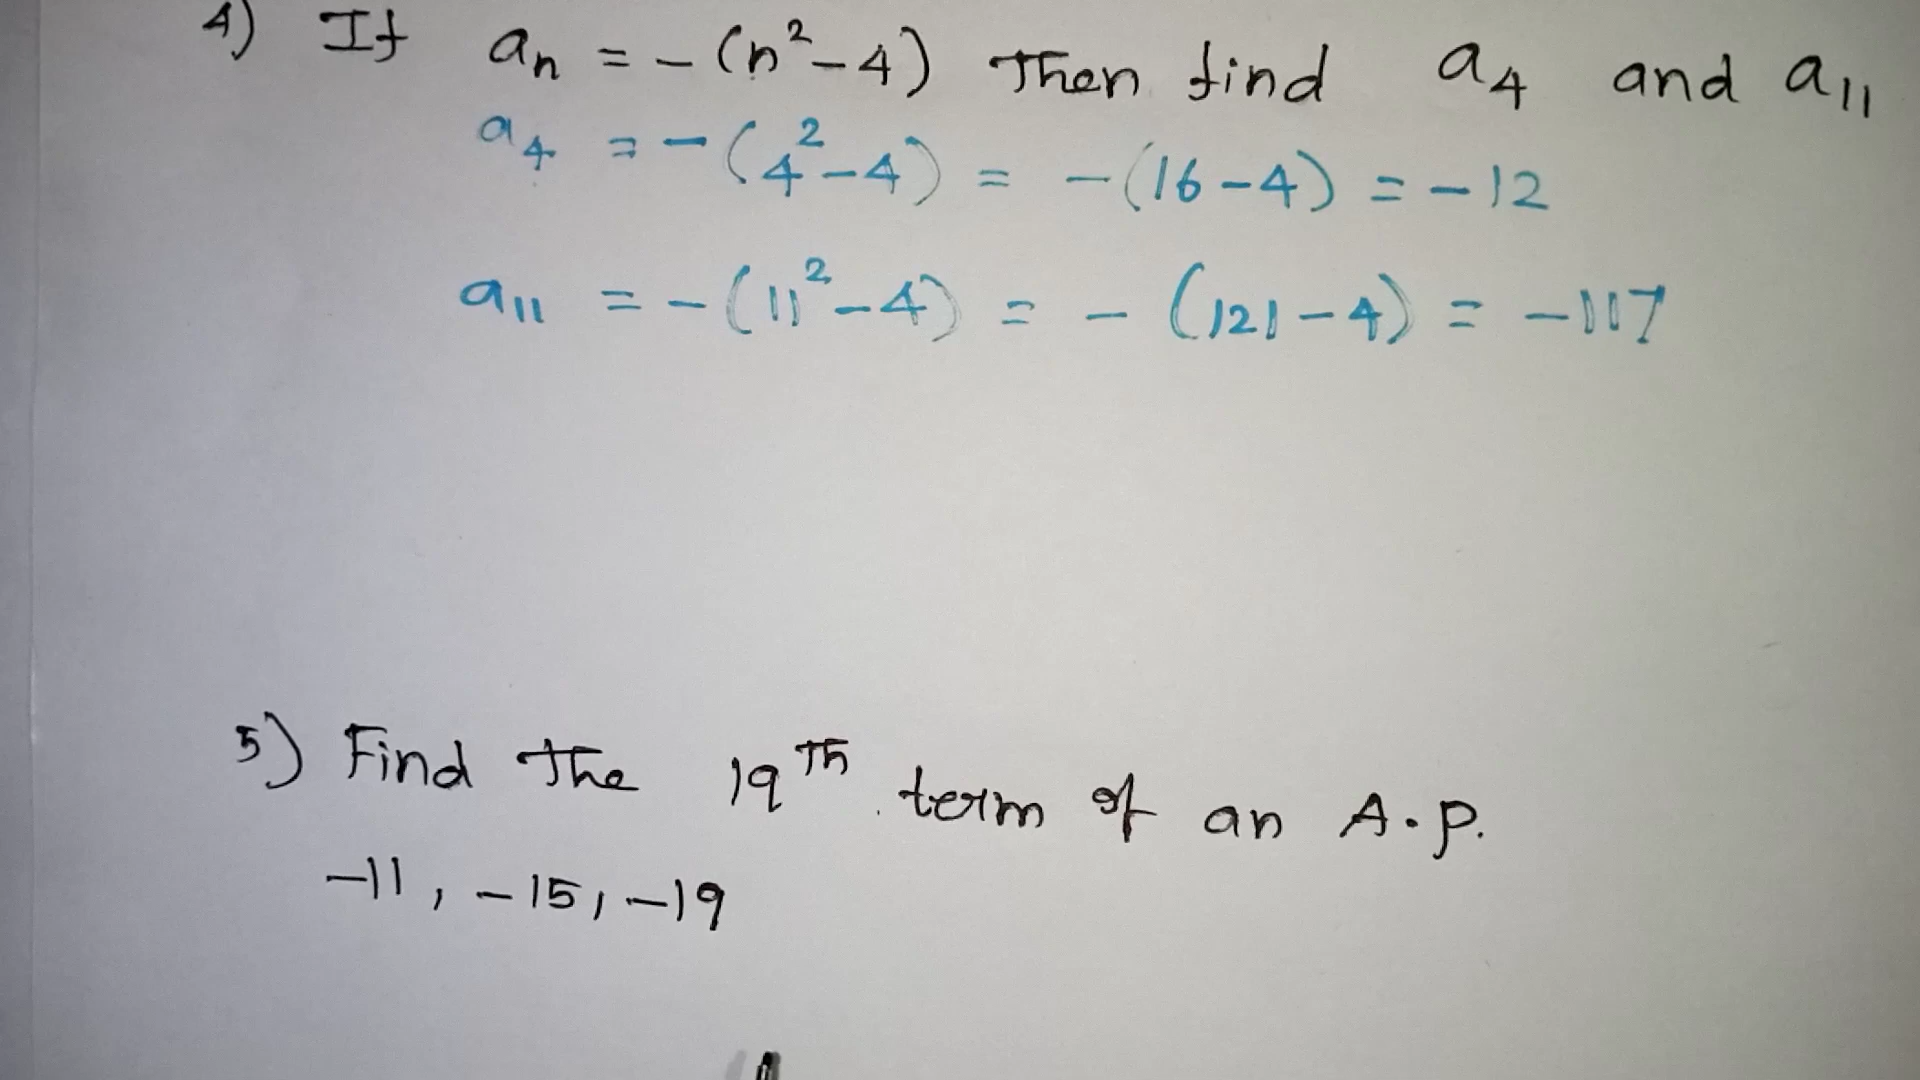 4) If aₙ = -(n²-4) Then find a₄ and a₁₁
a₄ = -(4²-4) = -(16-4) = -12
a₁₁ = -(11²-4) = -(121-4) = -117
5) Find the 19ᵀʰ term of an A.P.
-11, -15, -19